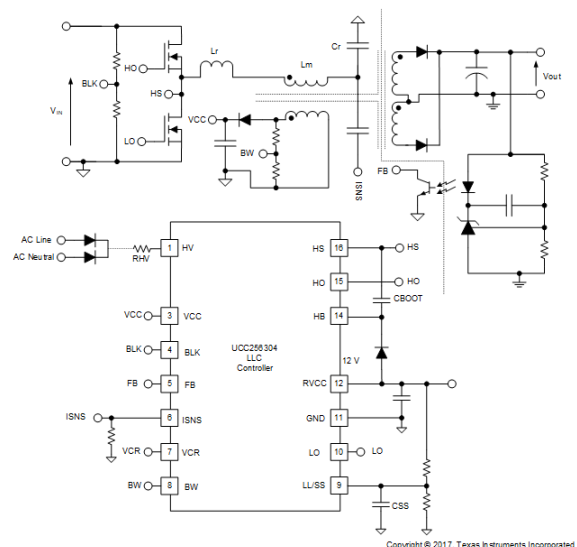 Cr
Lr
Lm
HO
BLK
HS
VIN
VCC
LO
BW
ISNS
Vout
FB
AC Line
AC Neutral
RHV
1 HV
HS 16 HS
HO 15 HO
CBOOT
HB 14
VCC 3 VCC
BLK 4 BLK
UCC256304
LLC
Controller
12 V
FB 5 FB
RVCC 12
ISNS 6 ISNS
GND 11
VCR 7 VCR
LO 10 LO
BW 8 BW
LL/SS 9
CSS
Copyright © 2017, Texas Instruments Incorporated